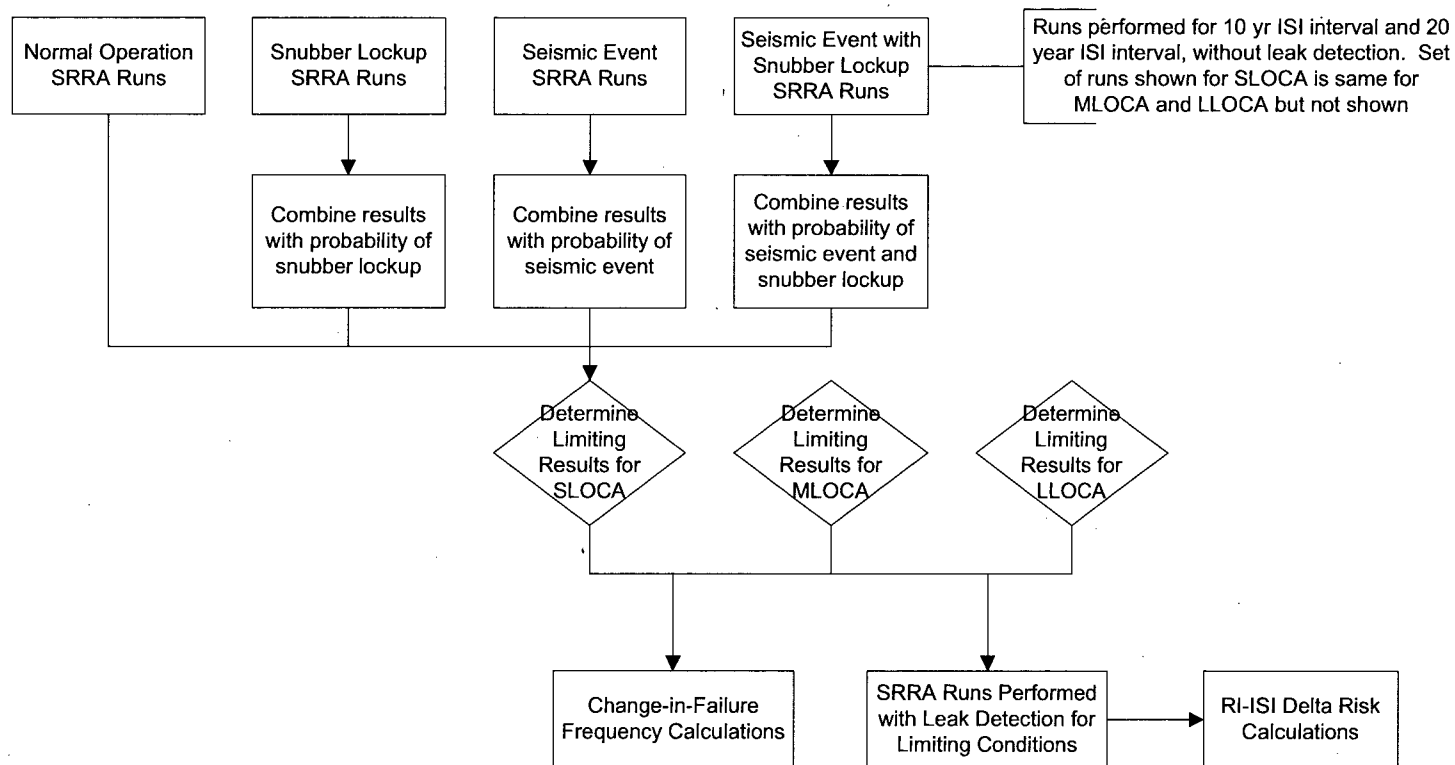 Normal Operation
SRRA Runs
Snubber Lockup
SRRA Runs
Seismic Event
SRRA Runs
Seismic Event with
Snubber Lockup
SRRA Runs
Runs performed for 10 yr ISI interval and 20
year ISI interval, without leak detection. Set
of runs shown for SLOCA is same for
MLOCA and LLOCA but not shown
Combine results
with probability of
snubber lockup
Combine results
with probability of
seismic event
Combine results
with probability of
seismic event and
snubber lockup
Determine
Limiting
Results for
SLOCA
Determine
Limiting
Results for
MLOCA
Determine
Limiting
Results for
LLOCA
Change-in-Failure
Frequency Calculations
SRRA Runs Performed
with Leak Detection for
Limiting Conditions
RI-ISI Delta Risk
Calculations